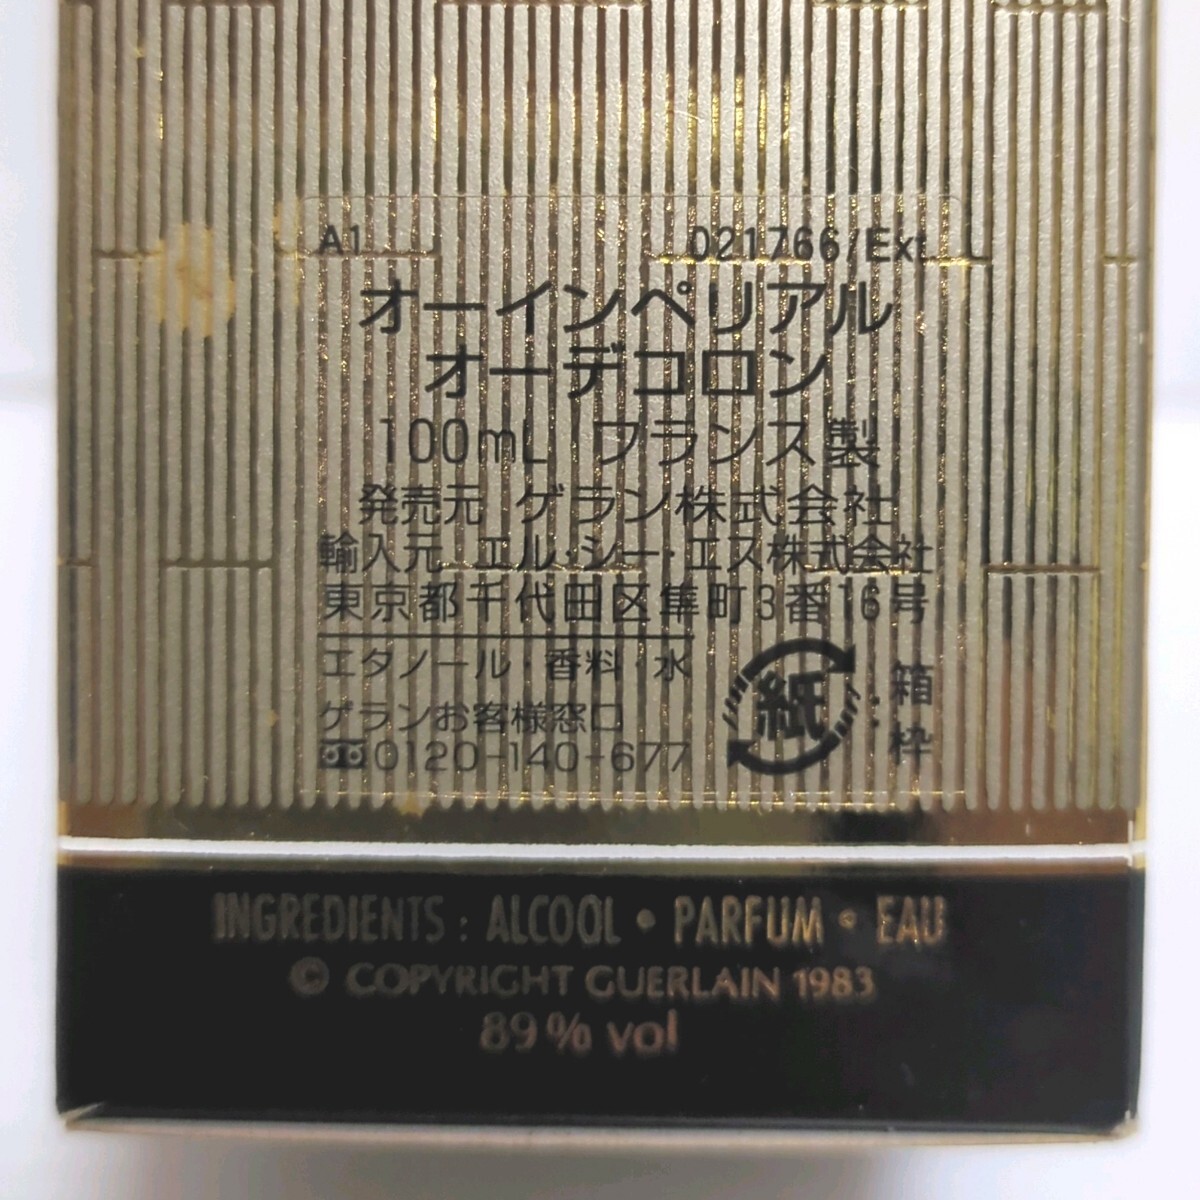 A1 021766/Ext
オーインペリアル
オーデコロン
100mL フランス製
発売元 ゲラン株式会社
輸入元 エル・シー・エス株式会社
東京都千代田区隼町3番16号
エタノール・香料・水
ゲランお客様窓口
0120-140-677
紙 : 箱
枠
INGREDIENTS : ALCOOL • PARFUM • EAU
© COPYRIGHT GUERLAIN 1983
89% vol